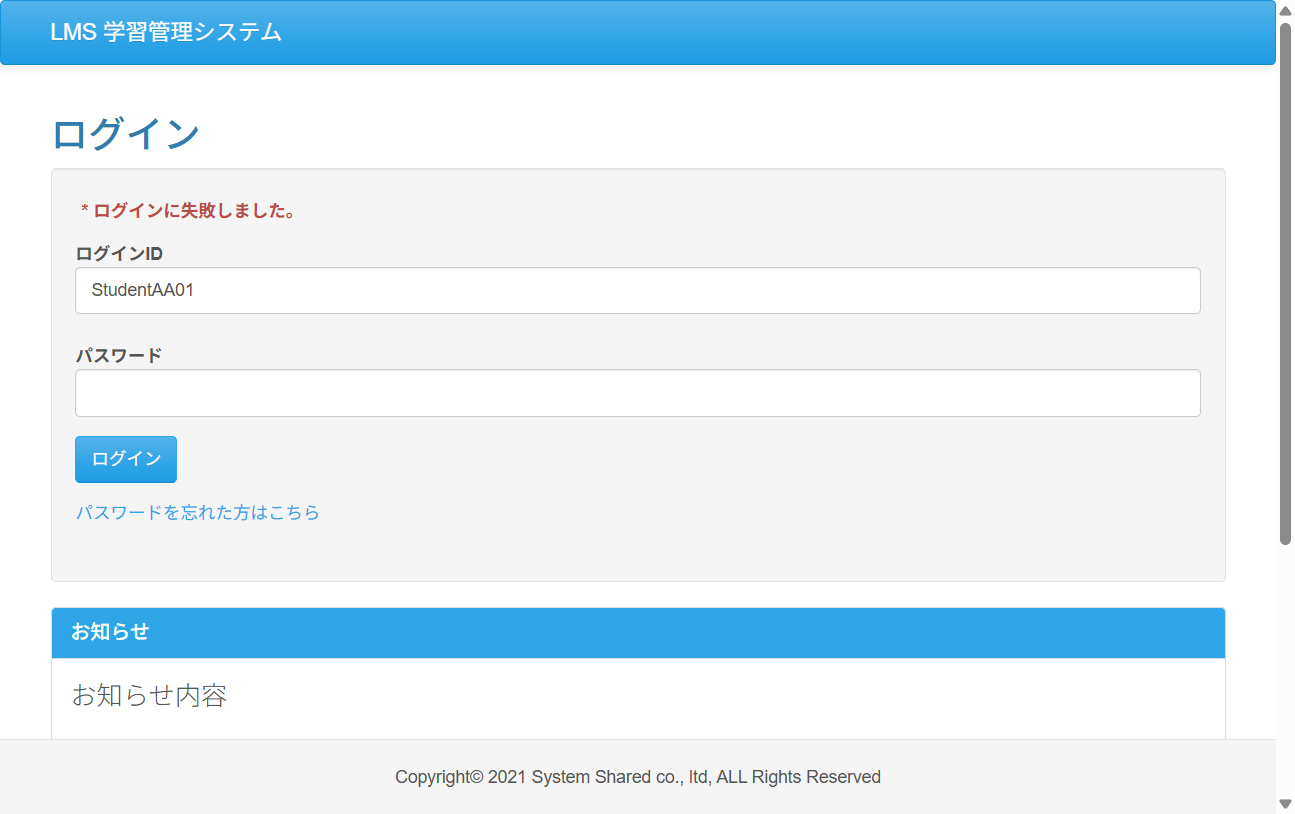 LMS 学習管理システム
ログイン
* ログインに失敗しました。
ログインID
StudentAA01
パスワード
ログイン
パスワードを忘れた方はこちら
お知らせ
お知らせ内容
Copyright© 2021 System Shared co., ltd, ALL Rights Reserved